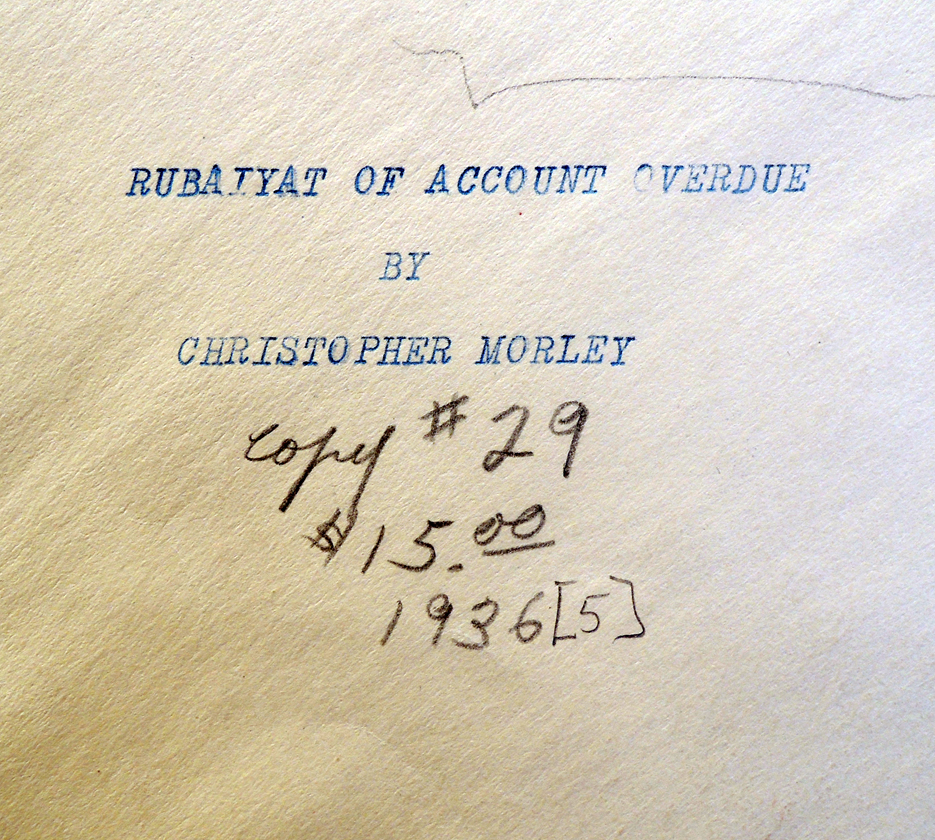 RUBAIYAT OF ACCOUNT OVERDUE
BY
CHRISTOPHER MORLEY
Copy #29
$15.00
1936[5]